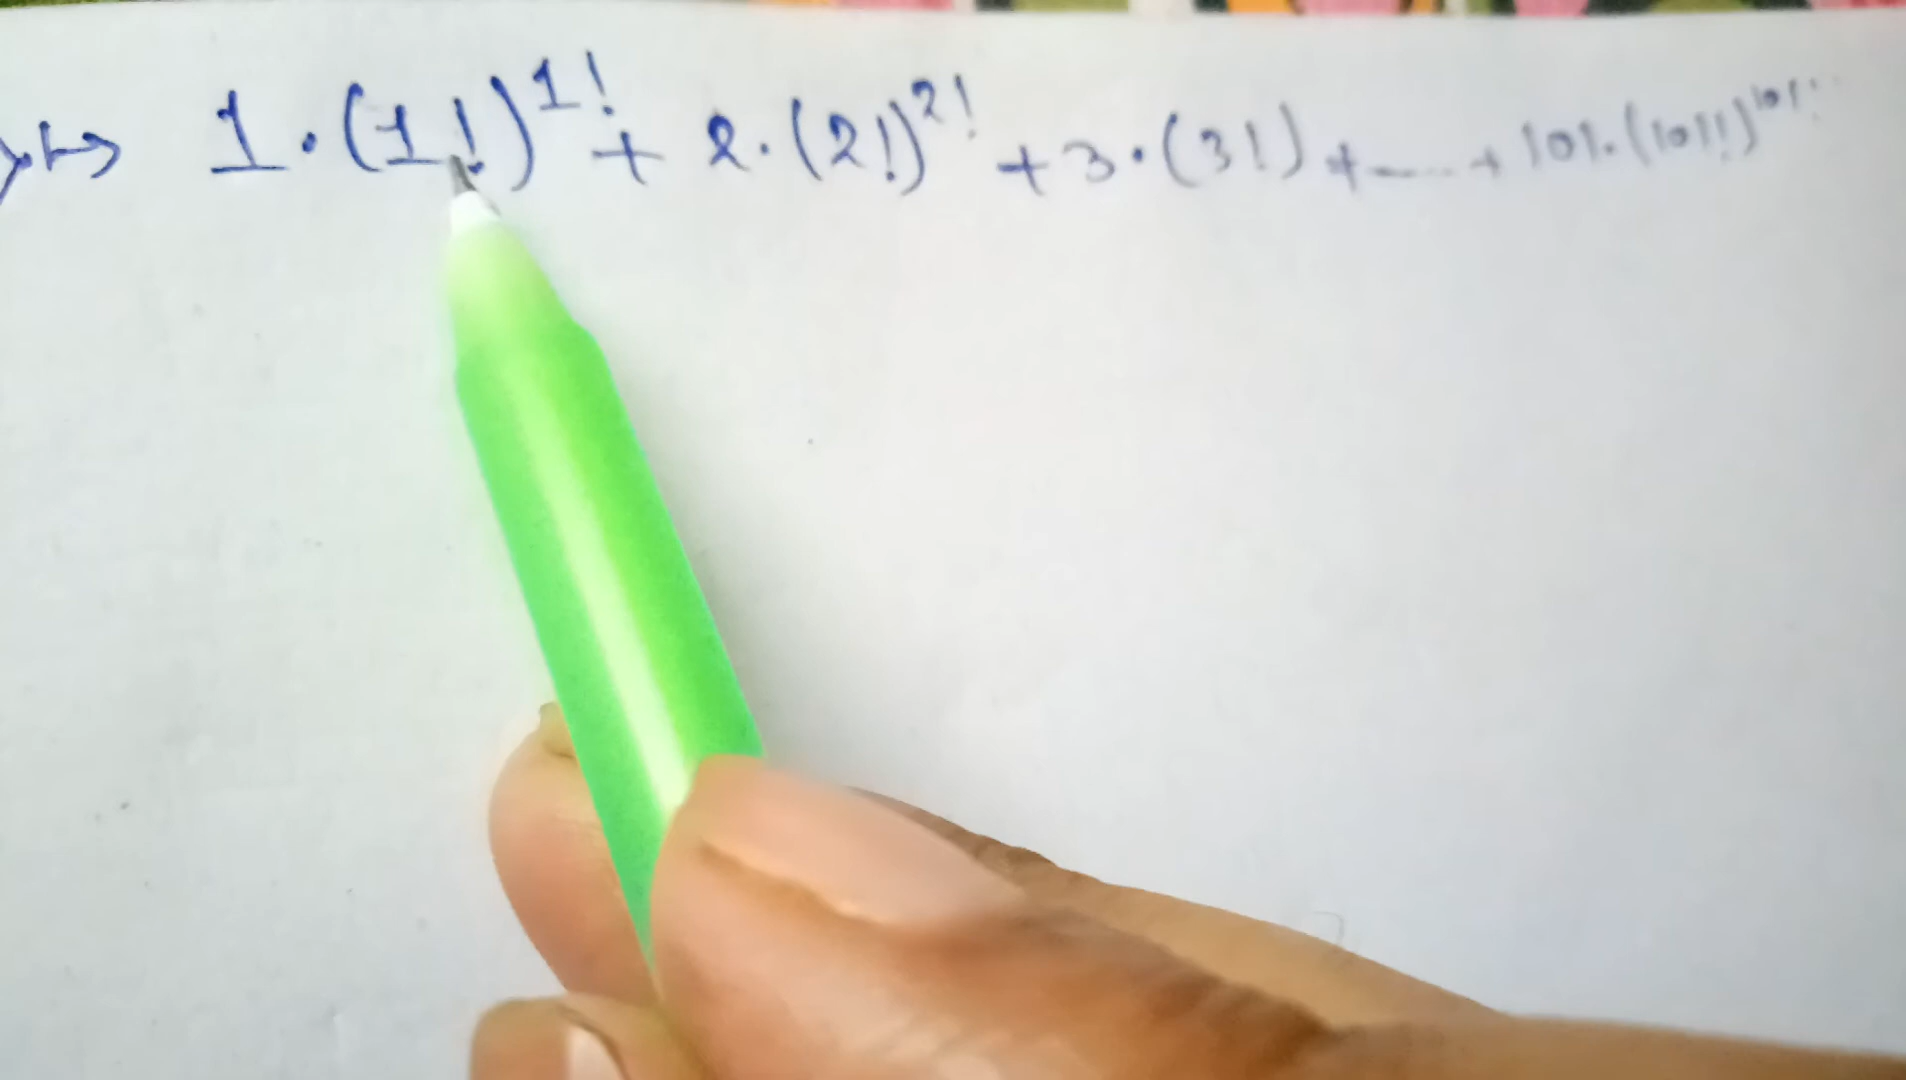 1 · (1!)^1! + 2 · (2!)^2! + 3 · (3!) + ..... + 101 · (101!)^101!